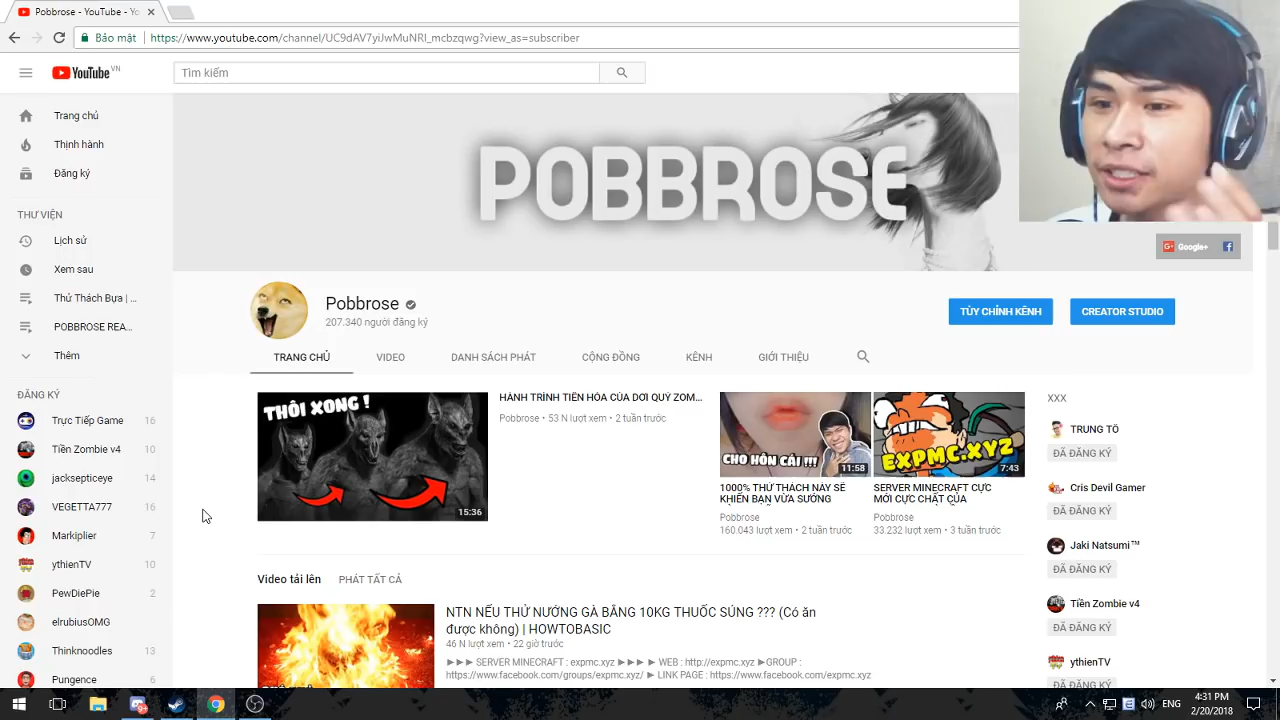 Pobbrose - YouTube - Yo
Bảo mật
https://www.youtube.com/channel/UC9dAV7yiJwMuNRI_mcbzqwg?view_as=subscriber
YouTube VN
Tìm kiếm
Trang chủ
Thịnh hành
Đăng ký
THƯ VIỆN
Lịch sử
Xem sau
Thử Thách Bựa | ...
POBBROSE REA...
Thêm
ĐĂNG KÝ
Trực Tiếp Game 16
Tiền Zombie v4 10
jacksepticeye 14
VEGETTA777 16
Markiplier 7
ythienTV 10
PewDiePie 2
elrubiusOMG
Thinknoodles 13
Pungence 4
POBBROSE
Google+
Pobbrose
207.340 người đăng ký
TÙY CHỈNH KÊNH
CREATOR STUDIO
TRANG CHỦ
VIDEO
DANH SÁCH PHÁT
CỘNG ĐỒNG
KÊNH
GIỚI THIỆU
THÔI XONG !
15:36
HÀNH TRÌNH TIẾN HÓA CỦA DƠI QUỶ ZOM...
Pobbrose • 53 N lượt xem • 2 tuần trước
CHO HÔN CÁI !!!
11:58
1000% THỬ THÁCH NÀY SẼ
KHIẾN BẠN VỪA SƯỚNG
Pobbrose
160.043 lượt xem • 2 tuần trước
EXPMC.XYZ
7:43
SERVER MINECRAFT CỰC
MỚI CỰC CHẤT CỦA
Pobbrose
33.232 lượt xem • 3 tuần trước
XXX
TRUNG TÔ
ĐÃ ĐĂNG KÝ
Cris Devil Gamer
ĐÃ ĐĂNG KÝ
Jaki Natsumi™
ĐÃ ĐĂNG KÝ
Tiền Zombie v4
ĐÃ ĐĂNG KÝ
ythienTV
ĐÃ ĐĂNG KÝ
Video tải lên
PHÁT TẤT CẢ
NTN NẾU THỬ NƯỚNG GÀ BẰNG 10KG THUỐC SÚNG ??? (Có ăn
được không) | HOWTOBASIC
46 N lượt xem • 22 giờ trước
►►► SERVER MINECRAFT : expmc.xyz ►►► ► WEB : http://expmc.xyz ►GROUP :
https://www.facebook.com/groups/expmc.xyz/ ► LINK PAGE : https://www.facebook.com/expmc.xyz
ENG
4:31 PM
2/20/2018